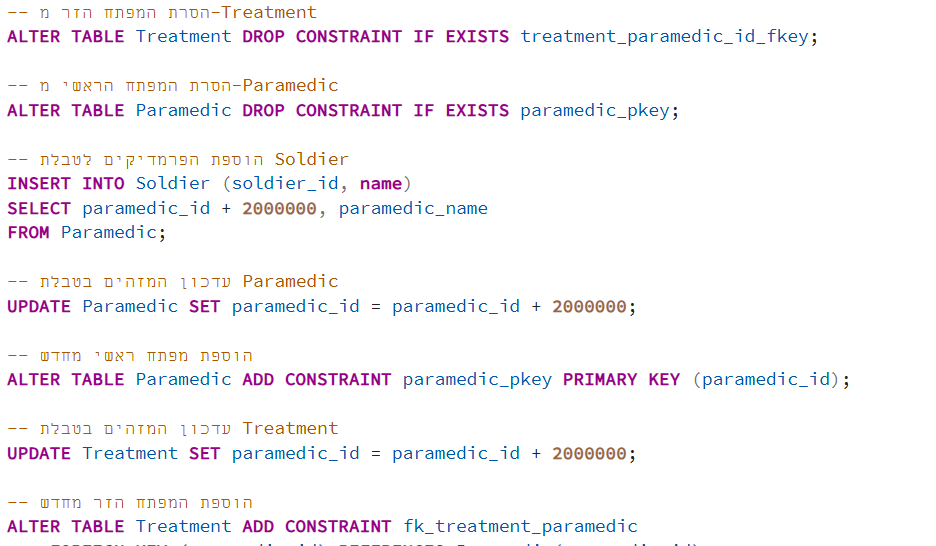 -- הסרת המפתח הזר מ-Treatment
ALTER TABLE Treatment DROP CONSTRAINT IF EXISTS treatment_paramedic_id_fkey;
-- הסרת המפתח הראשי מ-Paramedic
ALTER TABLE Paramedic DROP CONSTRAINT IF EXISTS paramedic_pkey;
-- הוספת הפרמדיקים לטבלת Soldier
INSERT INTO Soldier (soldier_id, name)
SELECT paramedic_id + 2000000, paramedic_name
FROM Paramedic;
-- עדכון המזהים בטבלת Paramedic
UPDATE Paramedic SET paramedic_id = paramedic_id + 2000000;
-- הוספת מפתח ראשי מחדש
ALTER TABLE Paramedic ADD CONSTRAINT paramedic_pkey PRIMARY KEY (paramedic_id);
-- עדכון המזהים בטבלת Treatment
UPDATE Treatment SET paramedic_id = paramedic_id + 2000000;
-- הוספת המפתח הזר מחדש
ALTER TABLE Treatment ADD CONSTRAINT fk_treatment_paramedic